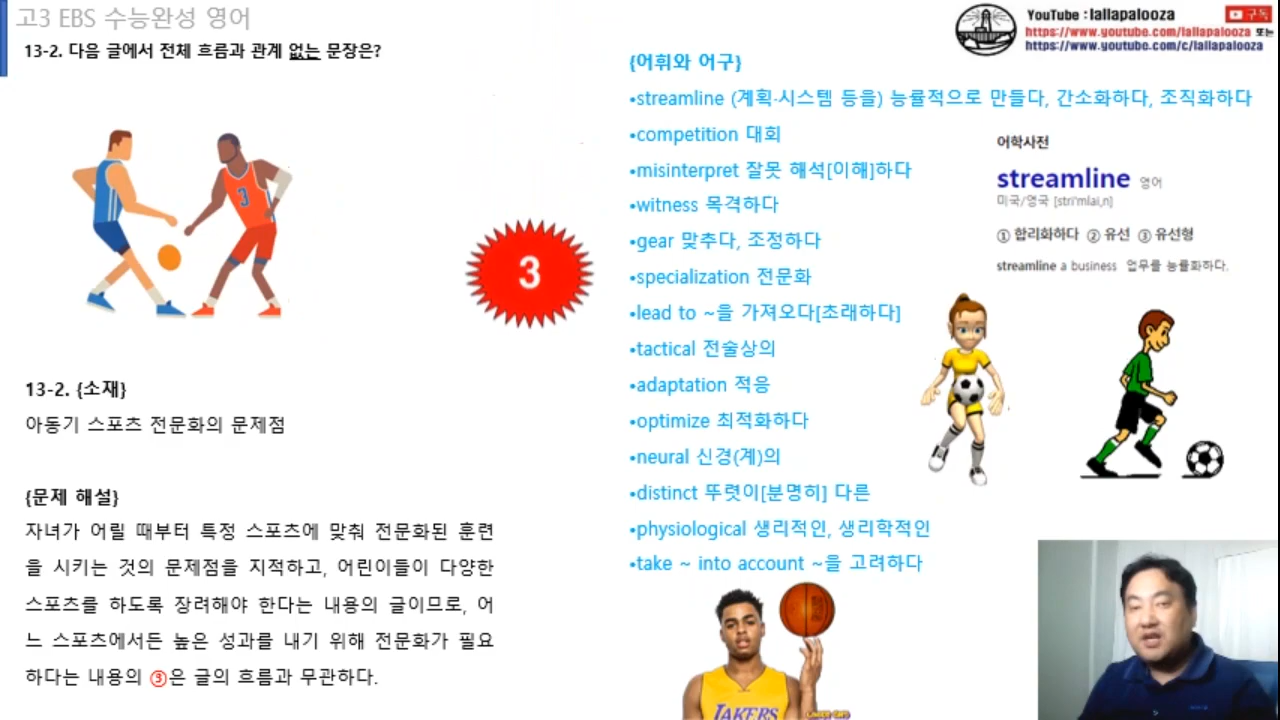 고3 EBS 수능완성 영어
13-2. 다음 글에서 전체 흐름과 관계 없는 문장은?
3
3
13-2. {소재}
아동기 스포츠 전문화의 문제점
{문제 해설}
자녀가 어릴 때부터 특정 스포츠에 맞춰 전문화된 훈련
을 시키는 것의 문제점을 지적하고, 어린이들이 다양한
스포츠를 하도록 장려해야 한다는 내용의 글이므로, 어
느 스포츠에서든 높은 성과를 내기 위해 전문화가 필요
하다는 내용의 ③은 글의 흐름과 무관하다.
{어휘와 어구}
•streamline (계획·시스템 등을) 능률적으로 만들다, 간소화하다, 조직화하다
•competition 대회
•misinterpret 잘못 해석[이해]하다
•witness 목격하다
•gear 맞추다, 조정하다
•specialization 전문화
•lead to ~을 가져오다[초래하다]
•tactical 전술상의
•adaptation 적응
•optimize 최적화하다
•neural 신경(계)의
•distinct 뚜렷이[분명히] 다른
•physiological 생리적인, 생리학적인
•take ~ into account ~을 고려하다
YouTube : lallapalooza
구독
https://www.youtube.com/lallapalooza 또는
https://www.youtube.com/c/lallapalooza
어학사전
streamline 영어
미국/영국 [stri'mlai,n]
① 합리화하다 ② 유선 ③ 유선형
streamline a business 업무를 능률화하다.
LAKERS